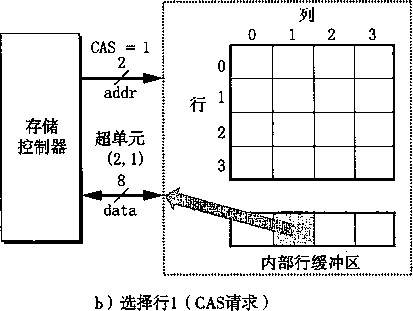 列
CAS = 1
0 1 2 3
2
addr
0
行
1
2
3
存储
控制器
超单元
(2,1)
8
data
内部行缓冲区
b) 选择行1 (CAS请求)